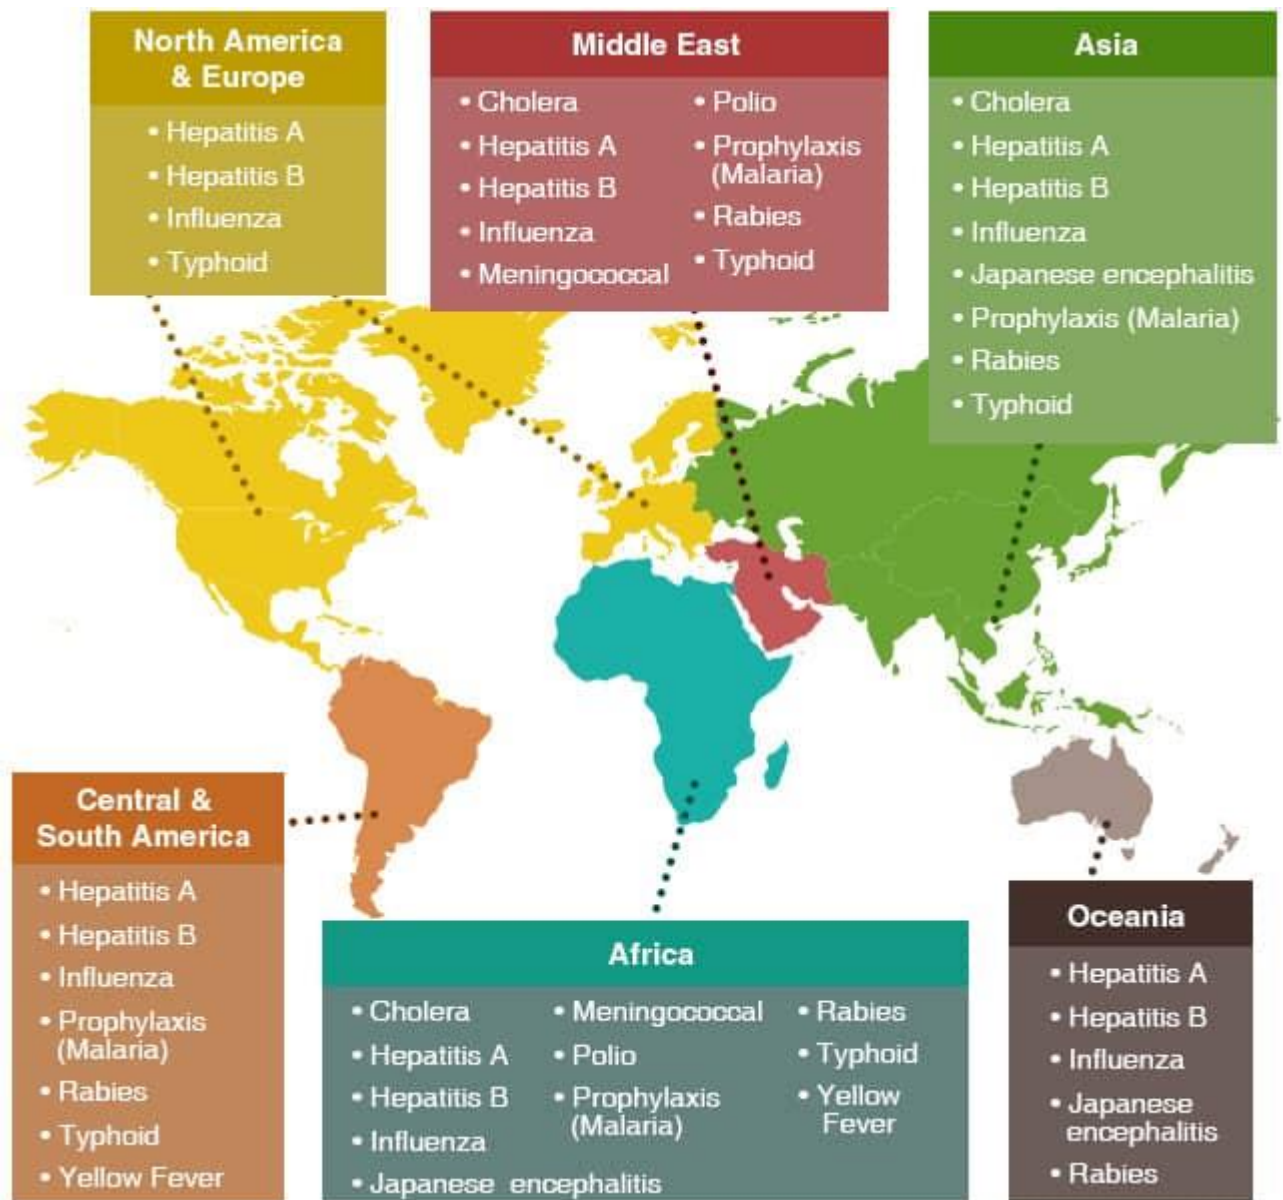 North America
& Europe
• Hepatitis A
• Hepatitis B
• Influenza
• Typhoid
Middle East
• Cholera
• Hepatitis A
• Hepatitis B
• Influenza
• Meningococcal
• Polio
• Prophylaxis
(Malaria)
• Rabies
• Typhoid
Asia
• Cholera
• Hepatitis A
• Hepatitis B
• Influenza
• Japanese encephalitis
• Prophylaxis (Malaria)
• Rabies
• Typhoid
Central &
South America
• Hepatitis A
• Hepatitis B
• Influenza
• Prophylaxis
(Malaria)
• Rabies
• Typhoid
• Yellow Fever
Africa
• Cholera
• Hepatitis A
• Hepatitis B
• Influenza
• Japanese encephalitis
• Meningococcal
• Polio
• Prophylaxis
(Malaria)
• Rabies
• Typhoid
• Yellow
Fever
Oceania
• Hepatitis A
• Hepatitis B
• Influenza
• Japanese
encephalitis
• Rabies